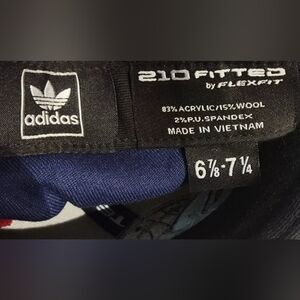 adidas
210 FITTED
by FLEXFIT
83% ACRYLIC/15% WOOL
2% P.U. SPANDEX
MADE IN VIETNAM
6⅞-7¼